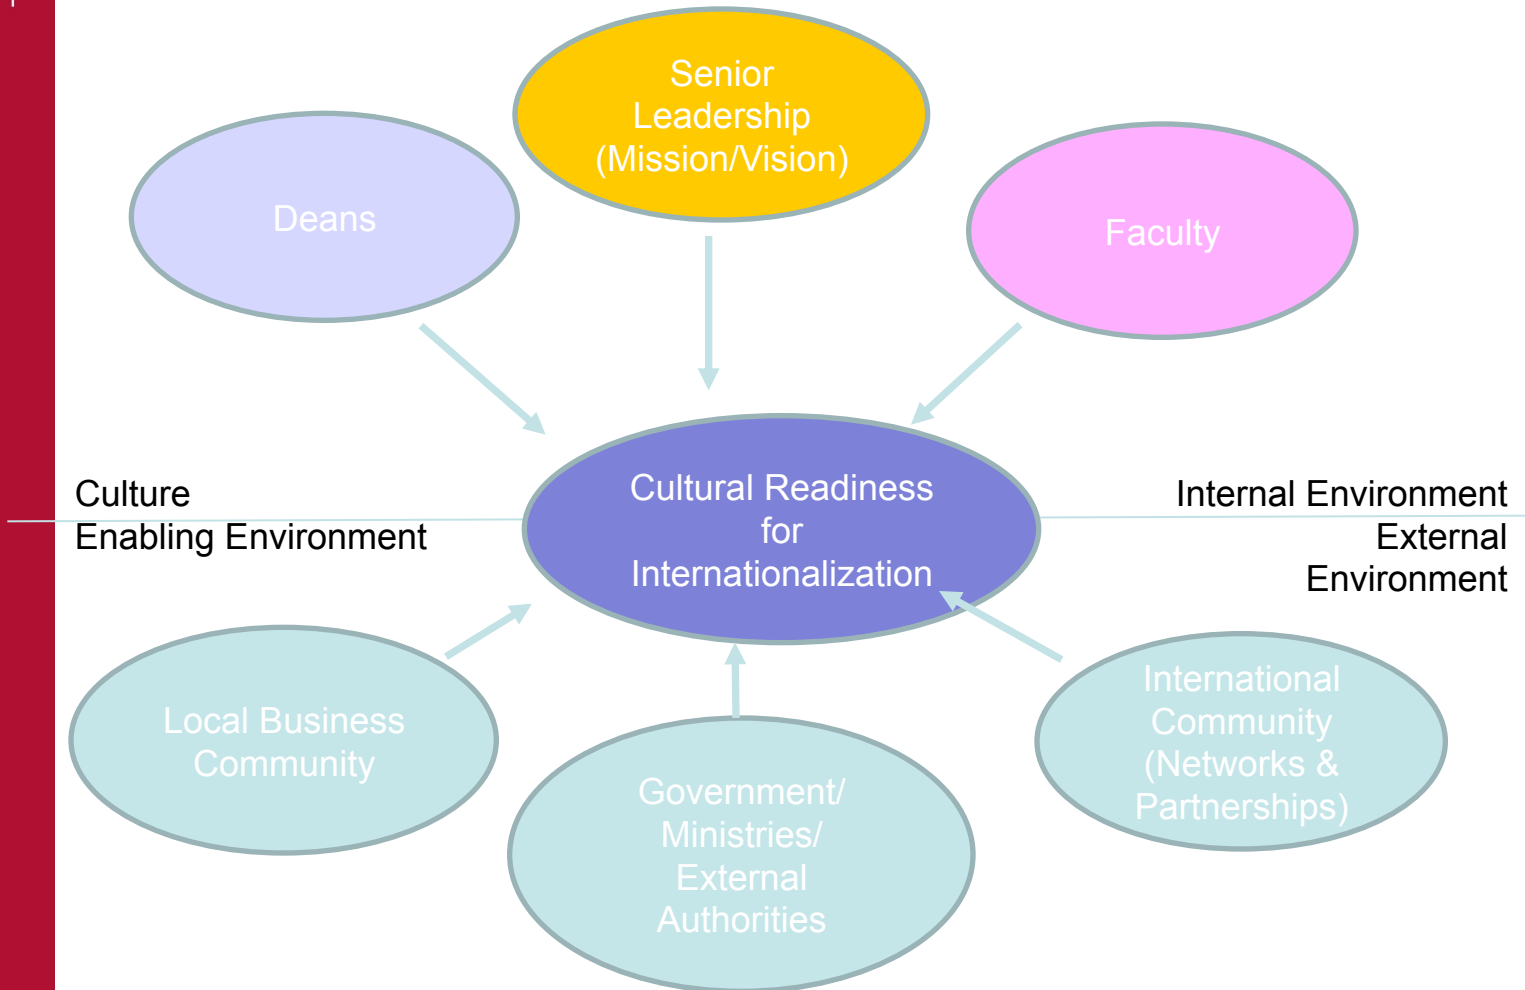 Senior
Leadership
(Mission/Vision)
Deans
Faculty
Cultural Readiness
for
Internationalization
Culture
Enabling Environment
Internal Environment
External
Environment
Local Business
Community
Government/
Ministries/
External
Authorities
International
Community
(Networks &
Partnerships)